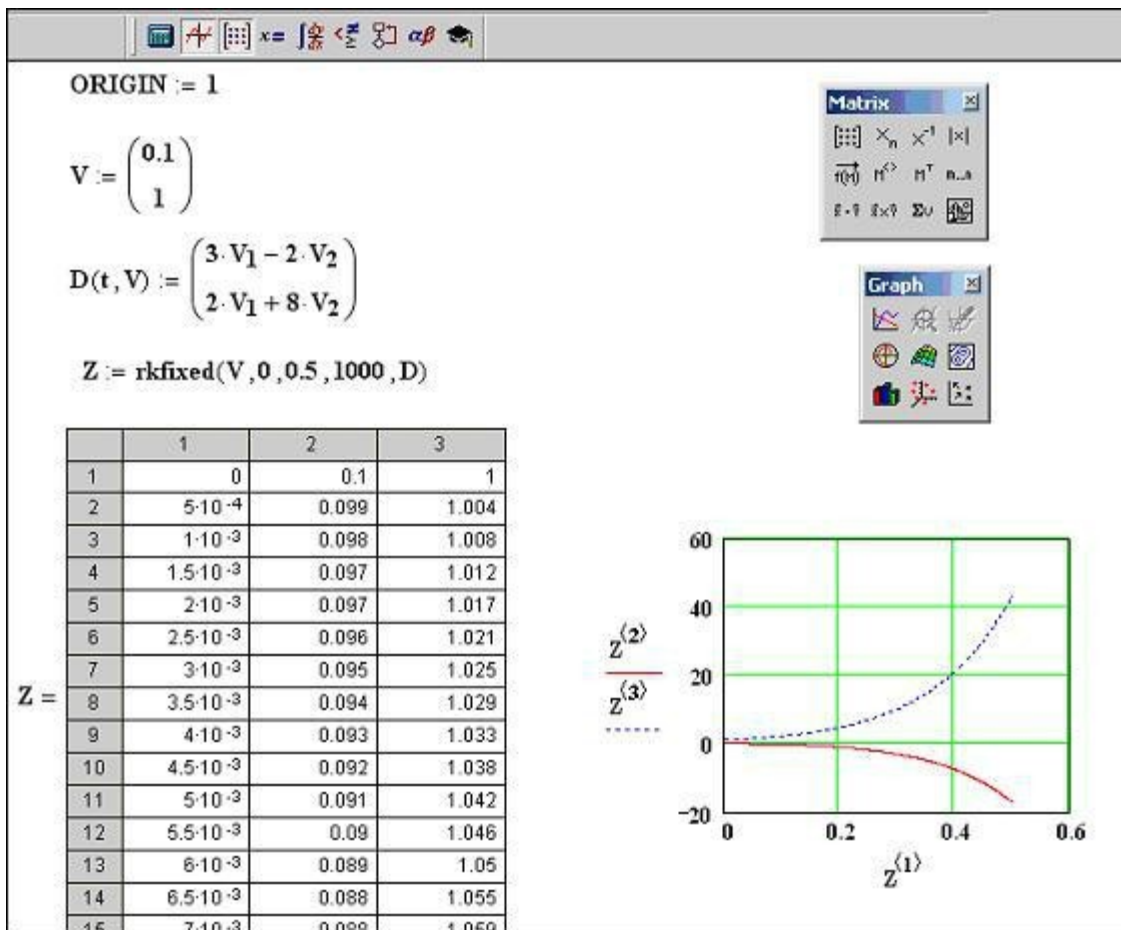 x=
αβ
ORIGIN := 1
V := (0.1
1)
D(t,V) := (3·V1 − 2·V2
2·V1 + 8·V2)
Z := rkfixed(V,0,0.5,1000,D)
Matrix
Graph
Z =
1 2 3
1 0 0.1 1
2 5·10⁻⁴ 0.099 1.004
3 1·10⁻³ 0.098 1.008
4 1.5·10⁻³ 0.097 1.012
5 2·10⁻³ 0.097 1.017
6 2.5·10⁻³ 0.096 1.021
7 3·10⁻³ 0.095 1.025
8 3.5·10⁻³ 0.094 1.029
9 4·10⁻³ 0.093 1.033
10 4.5·10⁻³ 0.092 1.038
11 5·10⁻³ 0.091 1.042
12 5.5·10⁻³ 0.09 1.046
13 6·10⁻³ 0.089 1.05
14 6.5·10⁻³ 0.088 1.055
60
40
20
0
−20
Z⟨2⟩
Z⟨3⟩
0 0.2 0.4 0.6
Z⟨1⟩